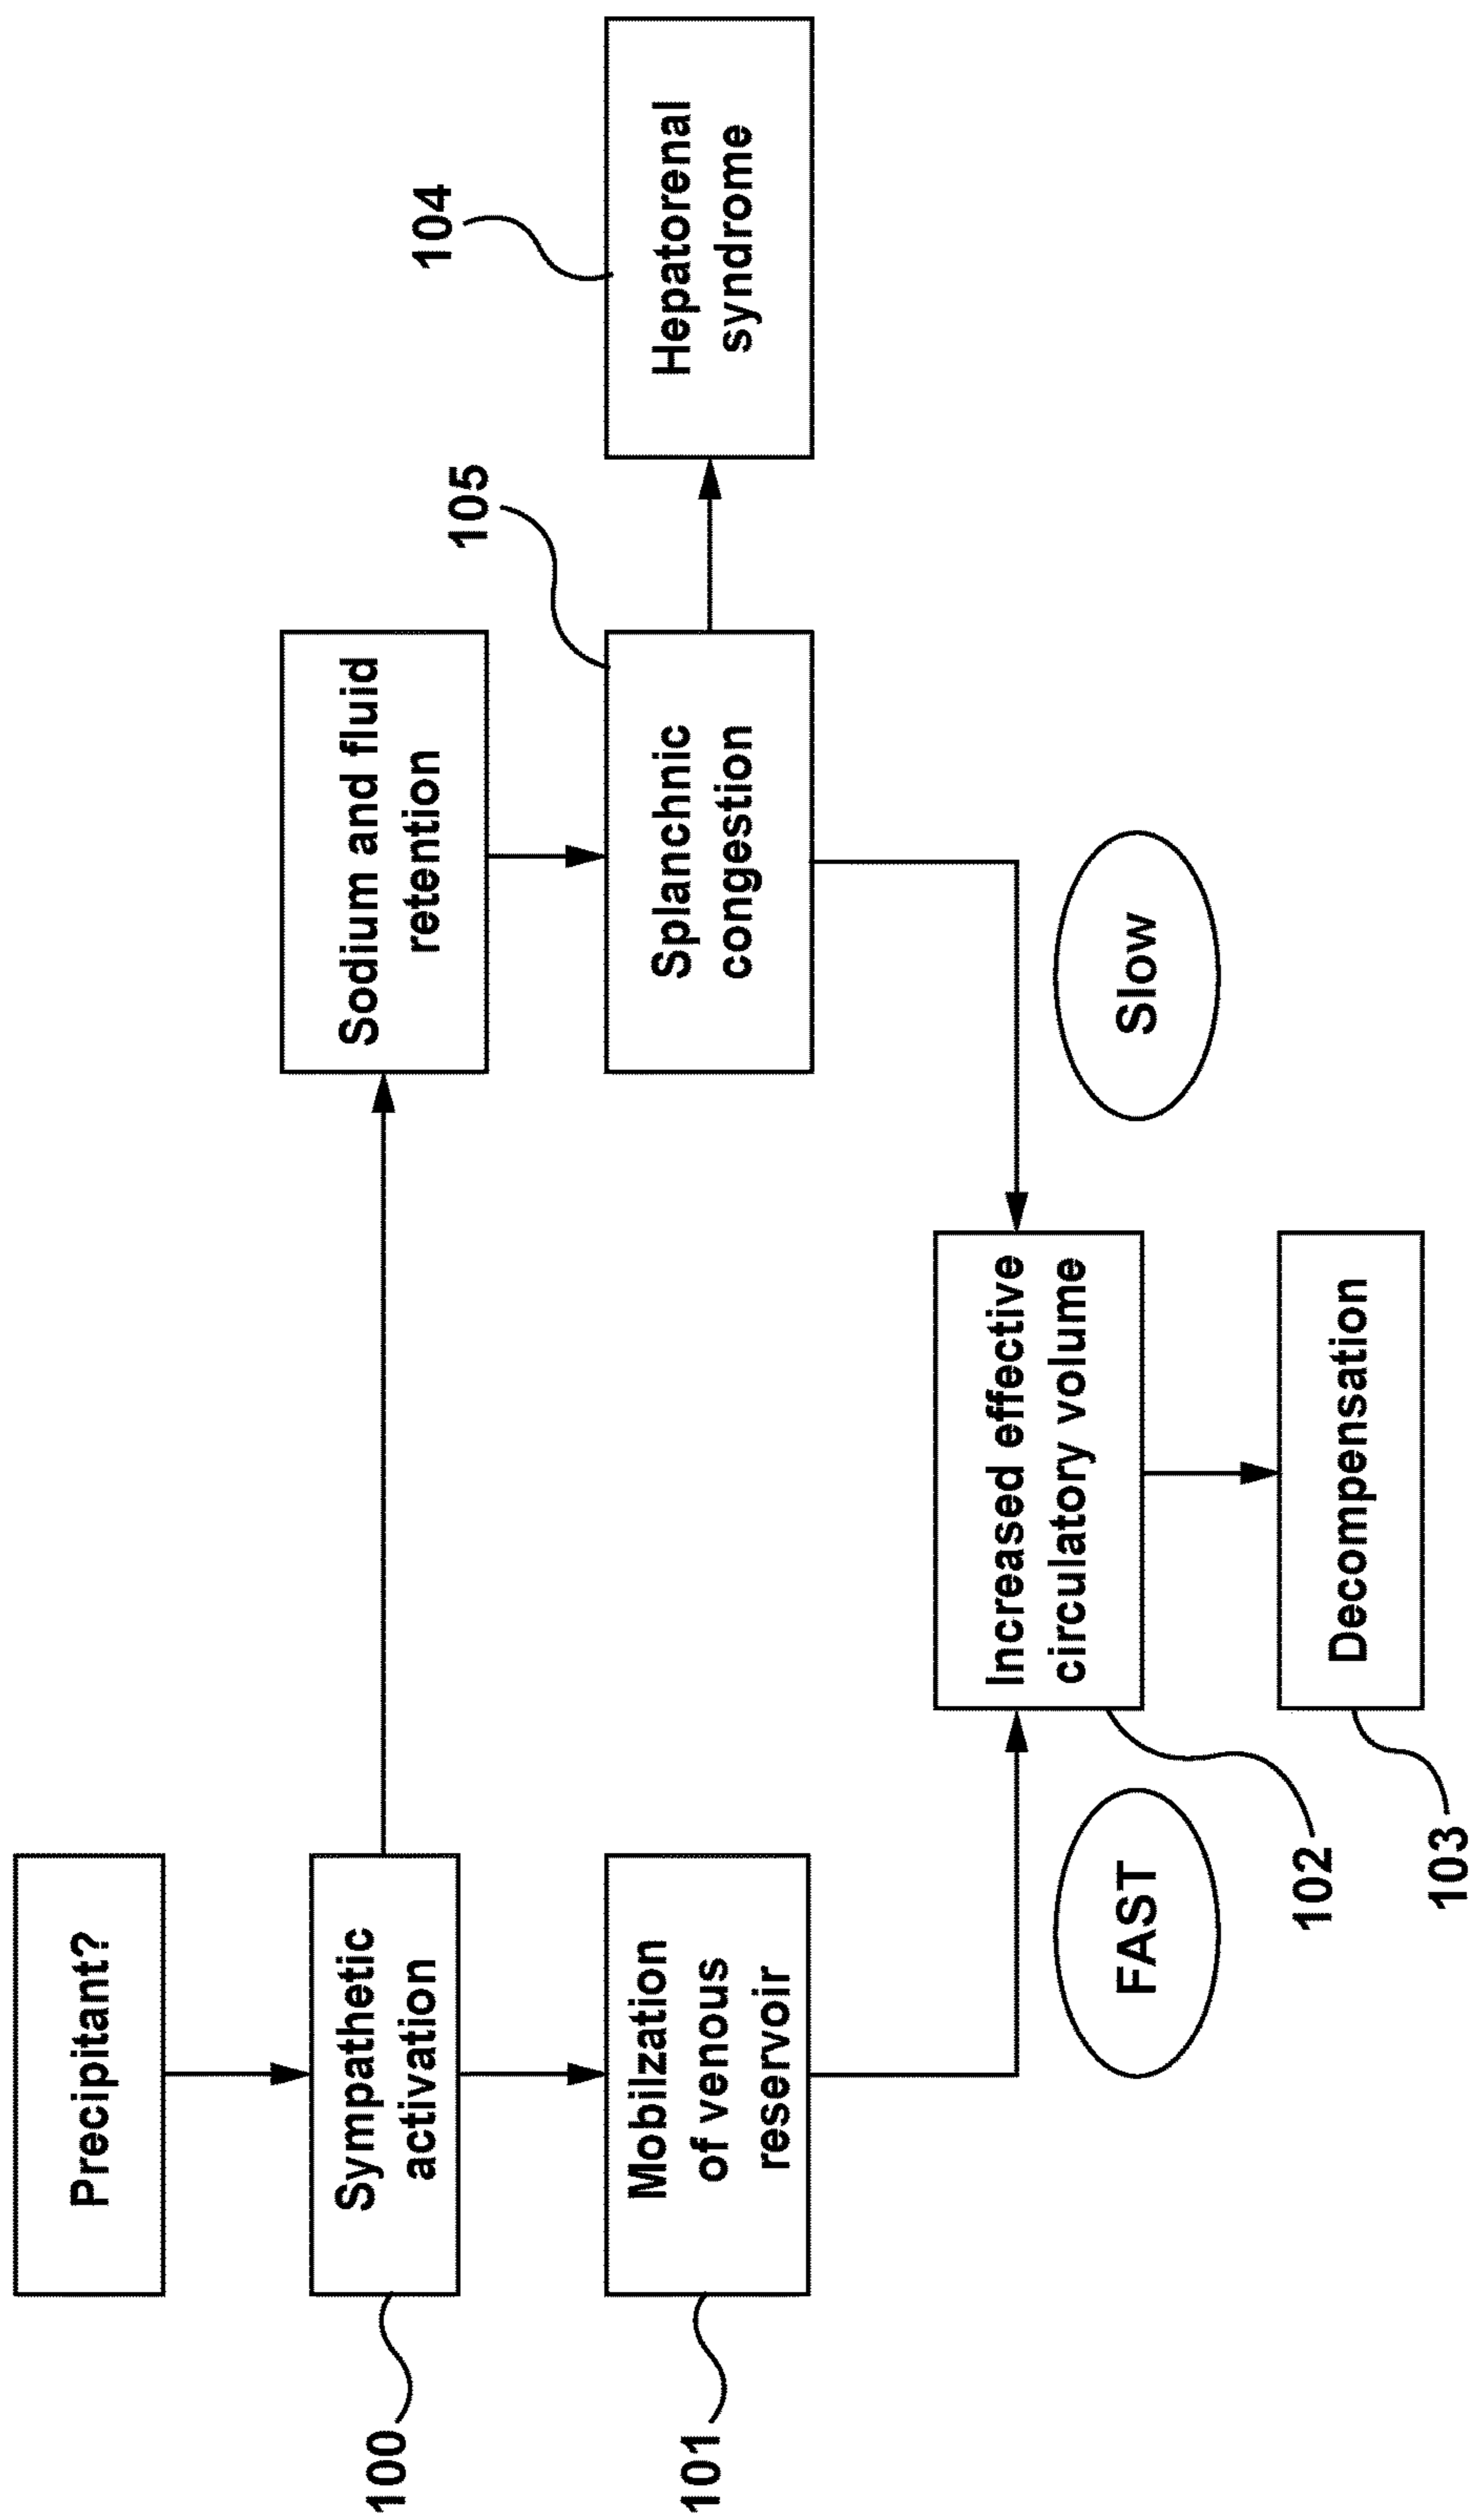 Precipitant?
Sympathetic
activation
100
Mobilzation
of venous
reservoir
101
FAST
Sodium and fluid
retention
Splanchnic
congestion
105
Hepatorenal
syndrome
104
Slow
Increased effective
circulatory volume
102
Decompensation
103